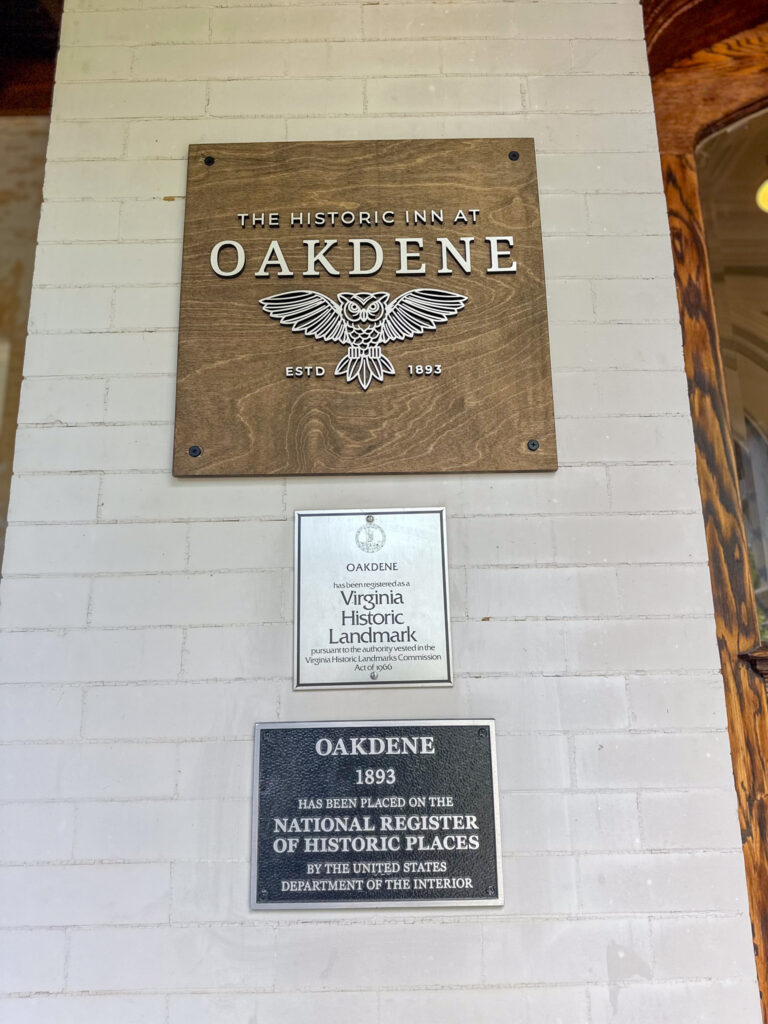 THE HISTORIC INN AT
OAKDENE
ESTD 1893
OAKDENE
has been registered as a
Virginia
Historic
Landmark
pursuant to the authority vested in the
Virginia Historic Landmarks Commission
Act of 1966
OAKDENE
1893
HAS BEEN PLACED ON THE
NATIONAL REGISTER
OF HISTORIC PLACES
BY THE UNITED STATES
DEPARTMENT OF THE INTERIOR